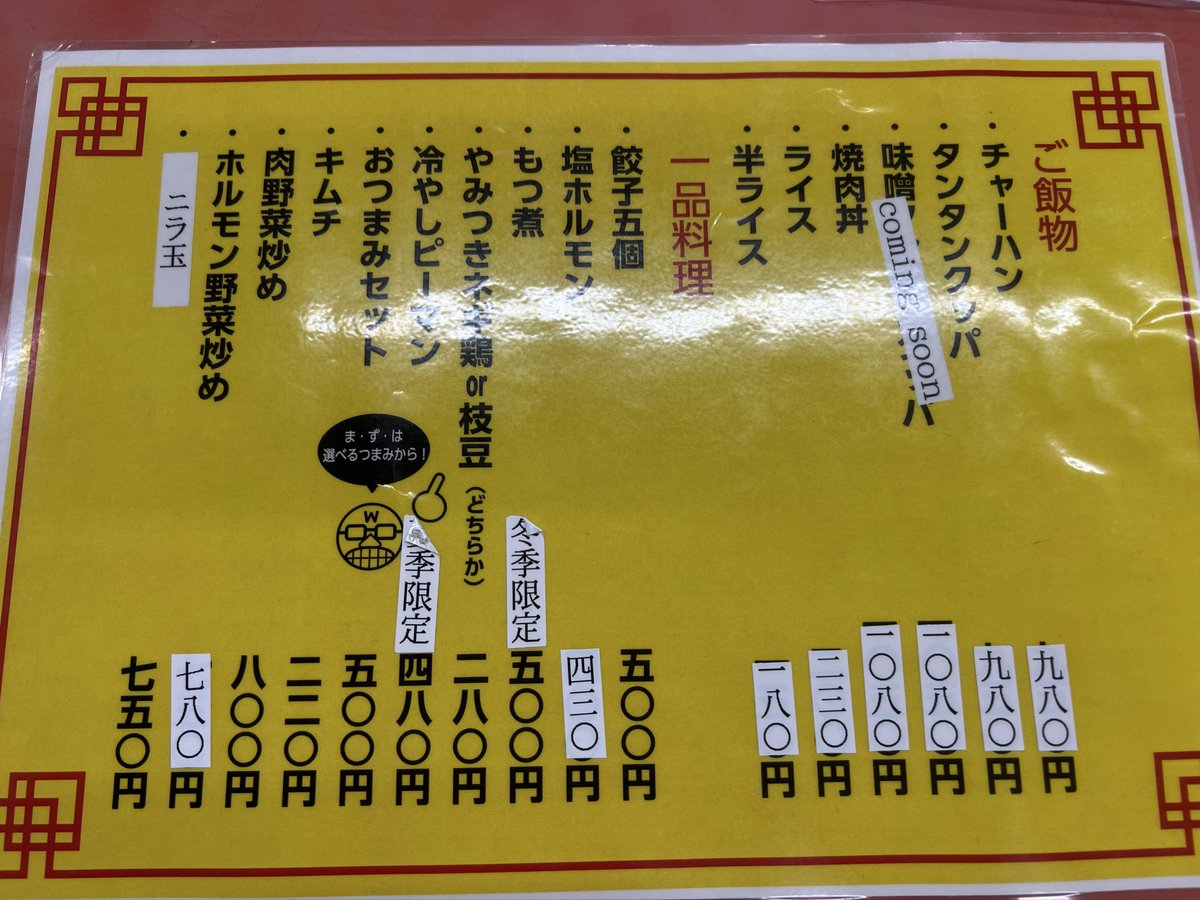 ご飯物
・チャーハン 九八〇円
・タンタンクッパ 九八〇円
・味噌 coming soon パ 一〇八〇円
・焼肉丼 一〇八〇円
・ライス 二三〇円
・半ライス 一八〇円
一品料理
・餃子五個 五〇〇円
・塩ホルモン 四三〇円
・もつ煮 冬季限定 五〇〇円
・やみつきネギ鶏or枝豆(どちらか) 二八〇円
・冷やしピーマン 季限定 四八〇円
・おつまみセット 五〇〇円
ま・ず・は
選べるつまみから!
W
・キムチ 二二〇円
・肉野菜炒め 八〇〇円
・ホルモン野菜炒め 七八〇円
・ニラ玉 七五〇円